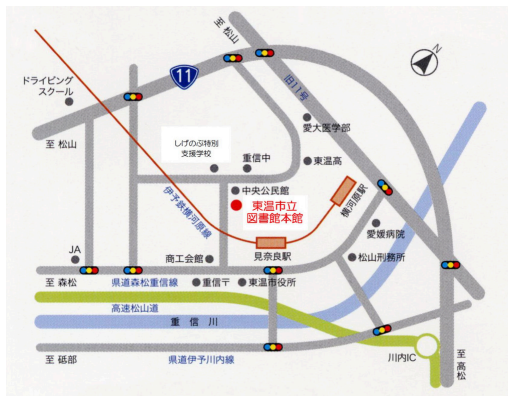 至 松山
N
11
旧11号
ドライビング
スクール
愛大医学部
至 松山
しげのぶ特別
支援学校
重信中
東温高
中央公民館
東温市立
図書館本館
横河原駅
伊予鉄横河原線
愛媛病院
JA
商工会館
見奈良駅
松山刑務所
至 森松
県道森松重信線
重信〒
東温市役所
高速松山道
重 信 川
至 砥部
県道伊予川内線
川内IC
至 高松